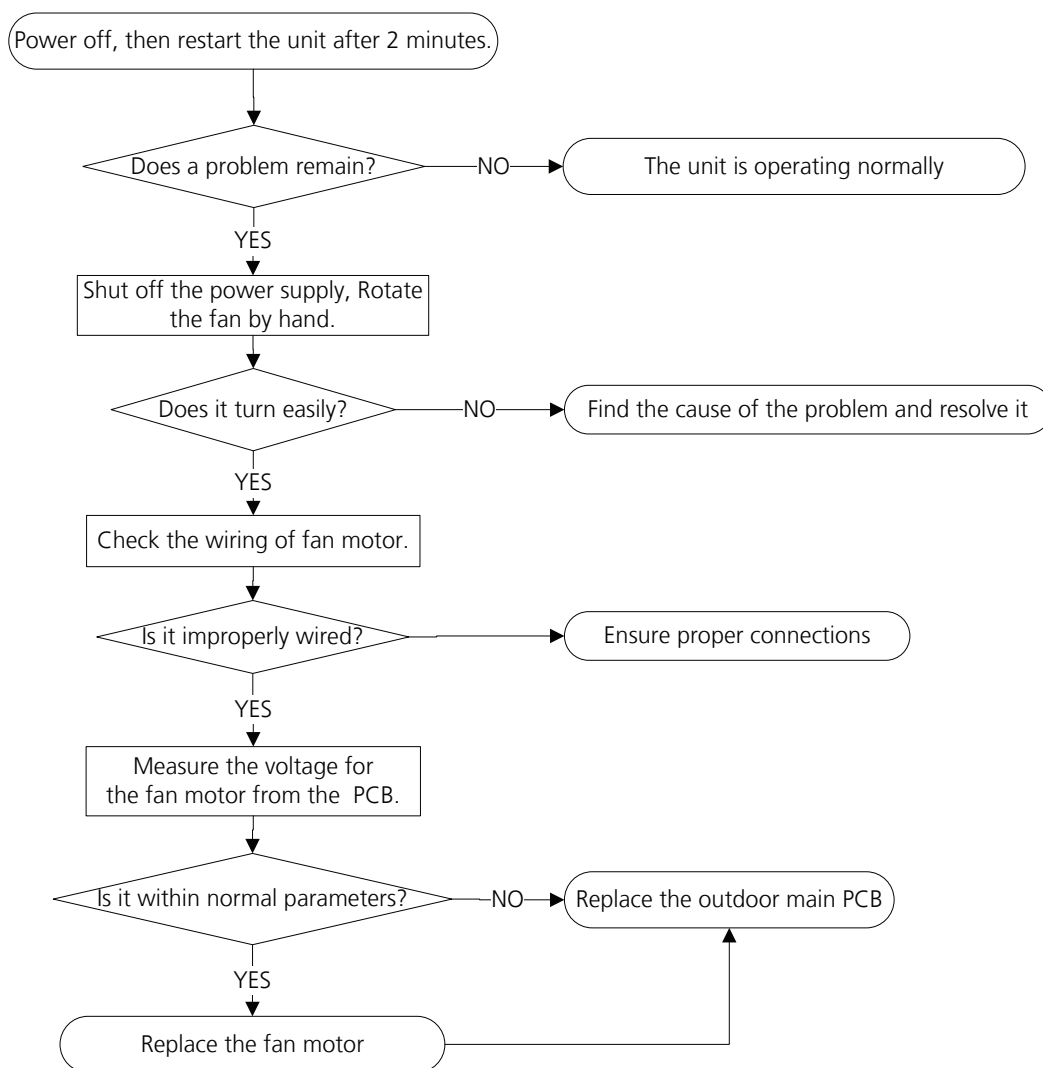 Power off, then restart the unit after 2 minutes.
Does a problem remain?
NO
The unit is operating normally
YES
Shut off the power supply, Rotate
the fan by hand.
Does it turn easily?
NO
Find the cause of the problem and resolve it
YES
Check the wiring of fan motor.
Is it improperly wired?
Ensure proper connections
YES
Measure the voltage for
the fan motor from the PCB.
Is it within normal parameters?
NO
Replace the outdoor main PCB
YES
Replace the fan motor